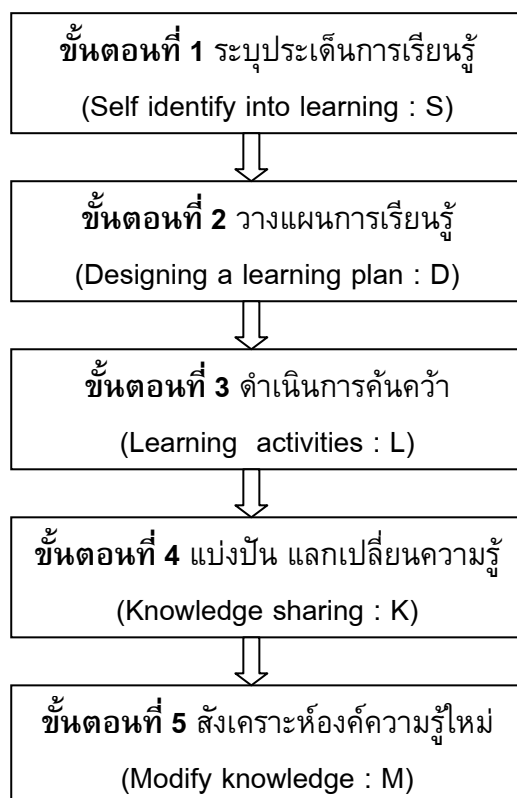 ขั้นตอนที่ 1 ระบุประเด็นการเรียนรู้
(Self identify into learning : S)
ขั้นตอนที่ 2 วางแผนการเรียนรู้
(Designing a learning plan : D)
ขั้นตอนที่ 3 ดำเนินการค้นคว้า
(Learning activities : L)
ขั้นตอนที่ 4 แบ่งปัน แลกเปลี่ยนความรู้
(Knowledge sharing : K)
ขั้นตอนที่ 5 สังเคราะห์องค์ความรู้ใหม่
(Modify knowledge : M)